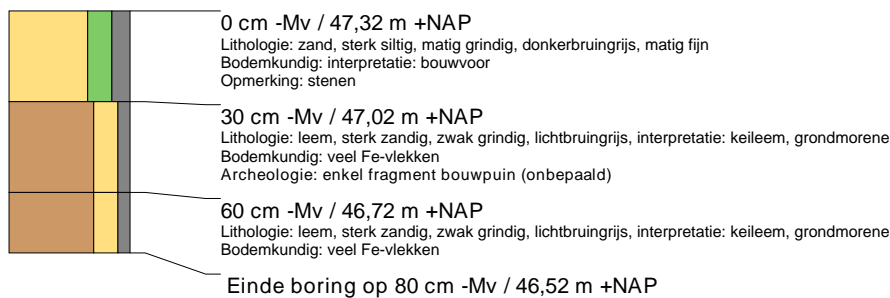 0 cm -Mv / 47,32 m +NAP
Lithologie: zand, sterk siltig, matig grindig, donkerbruingrijs, matig fijn
Bodemkundig: interpretatie: bouwvoor
Opmerking: stenen
30 cm -Mv / 47,02 m +NAP
Lithologie: leem, sterk zandig, zwak grindig, lichtbruingrijs, interpretatie: keileem, grondmorene
Bodemkundig: veel Fe-vlekken
Archeologie: enkel fragment bouwpuin (onbepaald)
60 cm -Mv / 46,72 m +NAP
Lithologie: leem, sterk zandig, zwak grindig, lichtbruingrijs, interpretatie: keileem, grondmorene
Bodemkundig: veel Fe-vlekken
Einde boring op 80 cm -Mv / 46,52 m +NAP